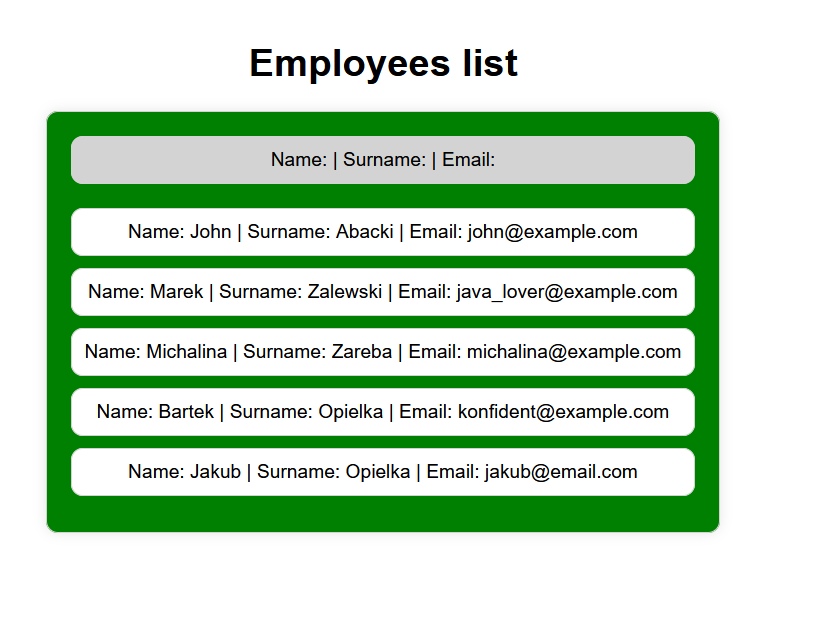 Employees list
Name: | Surname: | Email:
Name: John | Surname: Abacki | Email: john@example.com
Name: Marek | Surname: Zalewski | Email: java_lover@example.com
Name: Michalina | Surname: Zareba | Email: michalina@example.com
Name: Bartek | Surname: Opielka | Email: konfident@example.com
Name: Jakub | Surname: Opielka | Email: jakub@email.com